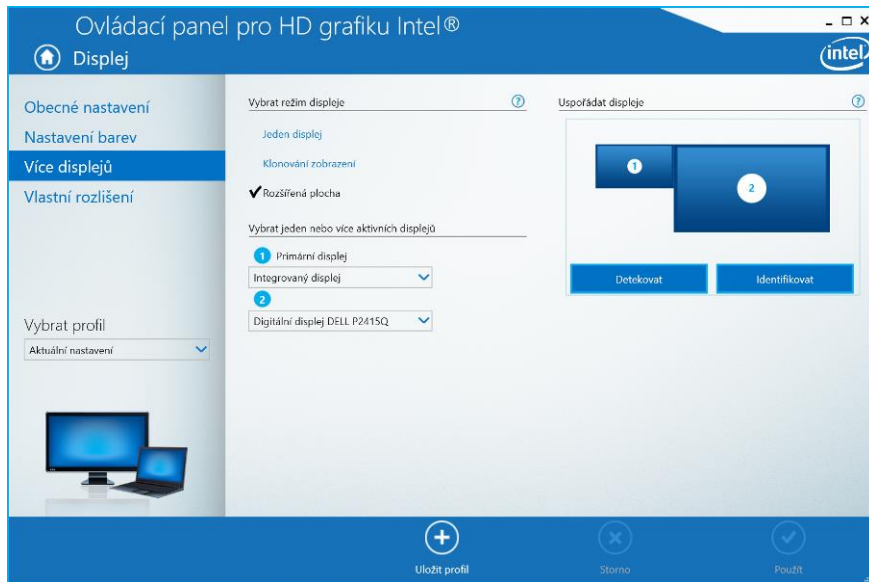 Ovládací panel pro HD grafiku Intel®
Displej
intel
Obecné nastavení
Nastavení barev
Více displejů
Vlastní rozlišení
Vybrat profil
Aktuální nastavení
Vybrat režim displeje ?
Jeden displej
Klonování zobrazení
Rozšířená plocha
Vybrat jeden nebo více aktivních displejů
1 Primární displej
Integrovaný displej
2
Digitální displej DELL P2415Q
Uspořádat displeje ?
1
2
Detekovat Identifikovat
Uložit profil Storno Použít